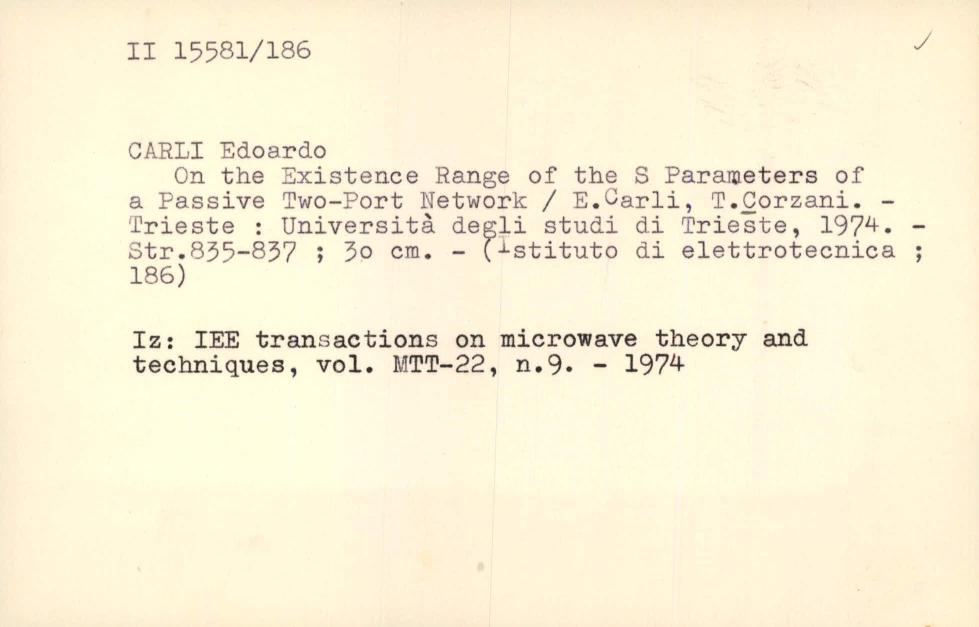 II 15581/186
CARLI Edoardo
On the Existence Range of the S Parameters of
a Passive Two-Port Network / E.Carli, T.Corzani. -
Trieste : Università degli studi di Trieste, 1974. -
Str.835-837 ; 3o cm. - (Istituto di elettrotecnica ;
186)
Iz: IEE transactions on microwave theory and
techniques, vol. MTT-22, n.9. - 1974